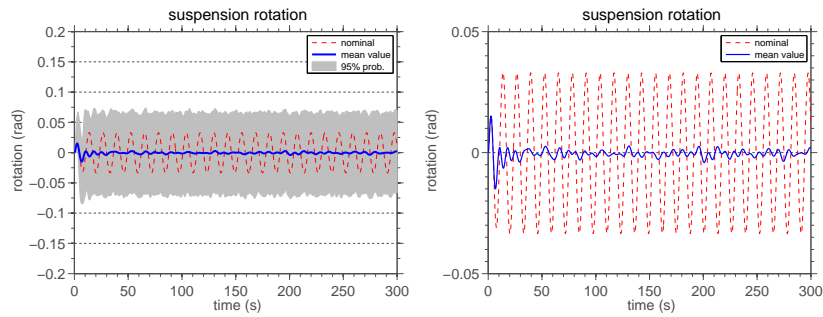 suspension rotation
0.2
0.15
0.1
0.05
0
−0.05
−0.1
−0.15
−0.2
rotation (rad)
nominal
mean value
95% prob.
0 50 100 150 200 250 300
time (s)
suspension rotation
0.05
0
−0.05
rotation (rad)
nominal
mean value
0 50 100 150 200 250 300
time (s)